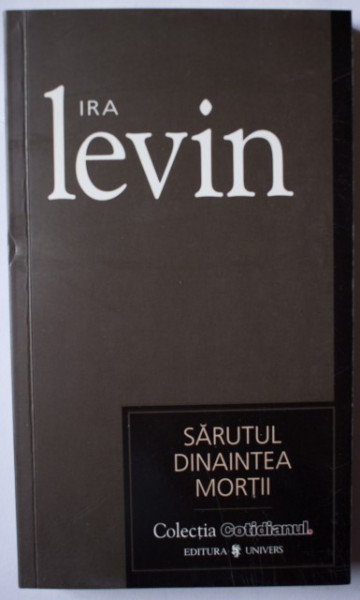 IRA
levin
SĂRUTUL
DINAINTEA
MORȚII
Colecția Cotidianul.
EDITURA UNIVERS